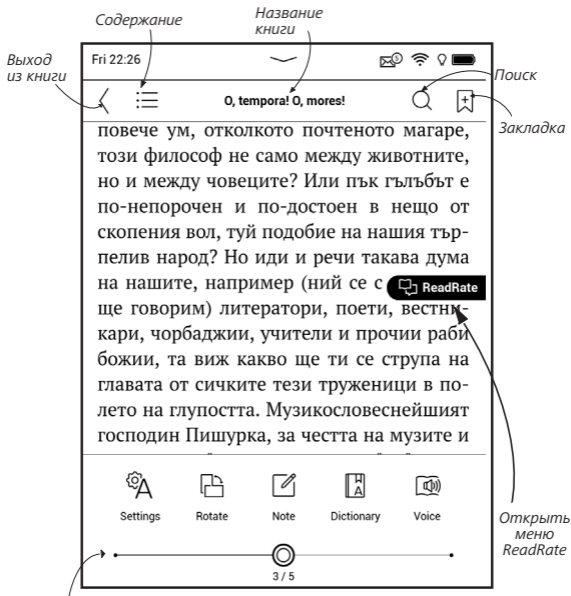 Содержание
Название
книги
Выход
из книги
Fri 22:26
5
Поиск
O, tempora! O, mores!
Закладка
повече ум, отколкото почтеното магаре,
този философ не само между животните,
но и между човеците? Или пък гълъбът е
по-непорочен и по-достоен в нещо от
скопения вол, туй подобие на нашия тър-
пелив народ? Но иди и речи такава дума
на нашите, например (ний се с
ReadRate
ще говорим) литератори, поети, вестни-
кари, чорбаджии, учители и прочии раби
божии, та виж какво ще ти се струпа на
главата от сичките тези труженици в по-
лето на глупостта. Музикословеснейшият
господин Пишурка, за честта на музите и
Settings
Rotate
Note
Dictionary
Voice
Открыть
меню
ReadRate
3 / 5